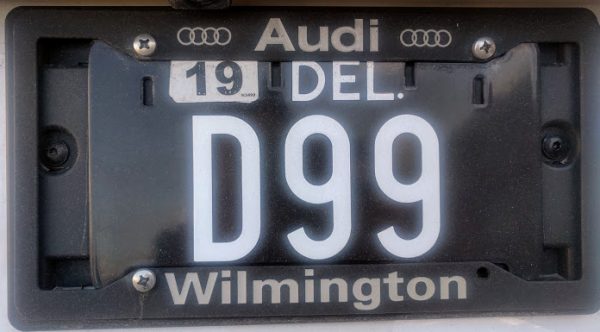 Audi
19 DEL.
D99
Wilmington